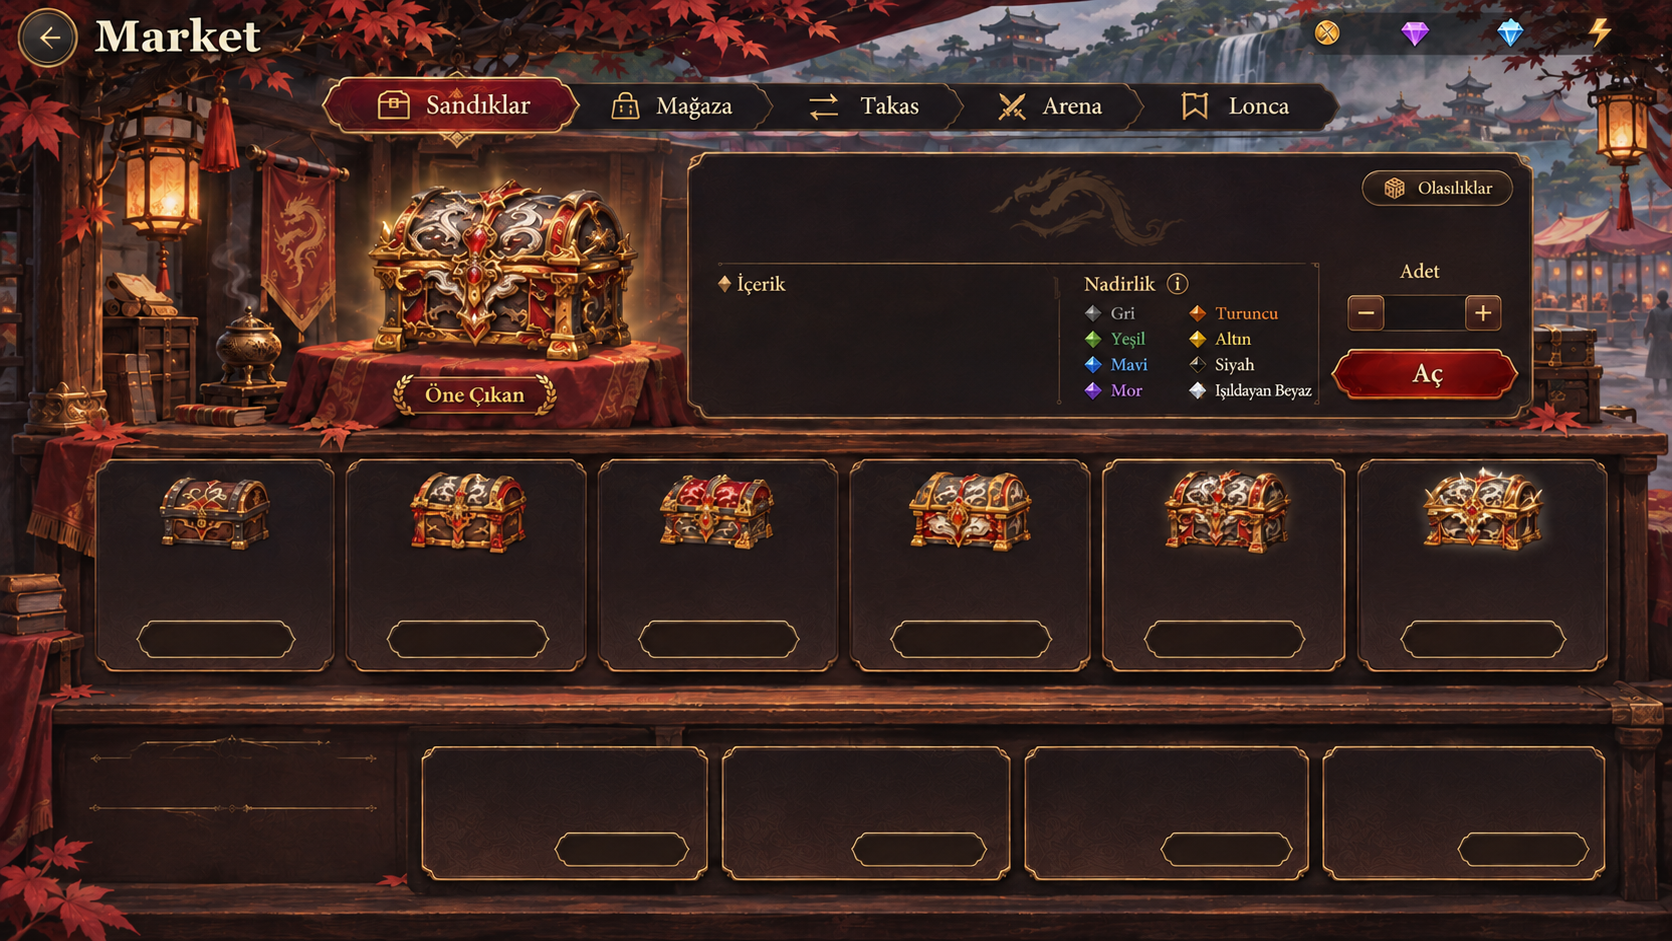 Market
Sandıklar
Mağaza
Takas
Arena
Lonca
Olasılıklar
Adet
İçerik
Nadirlik
Gri
Turuncu
Yeşil
Altın
Mavi
Siyah
Mor
Işıldayan Beyaz
Aç
Öne Çıkan